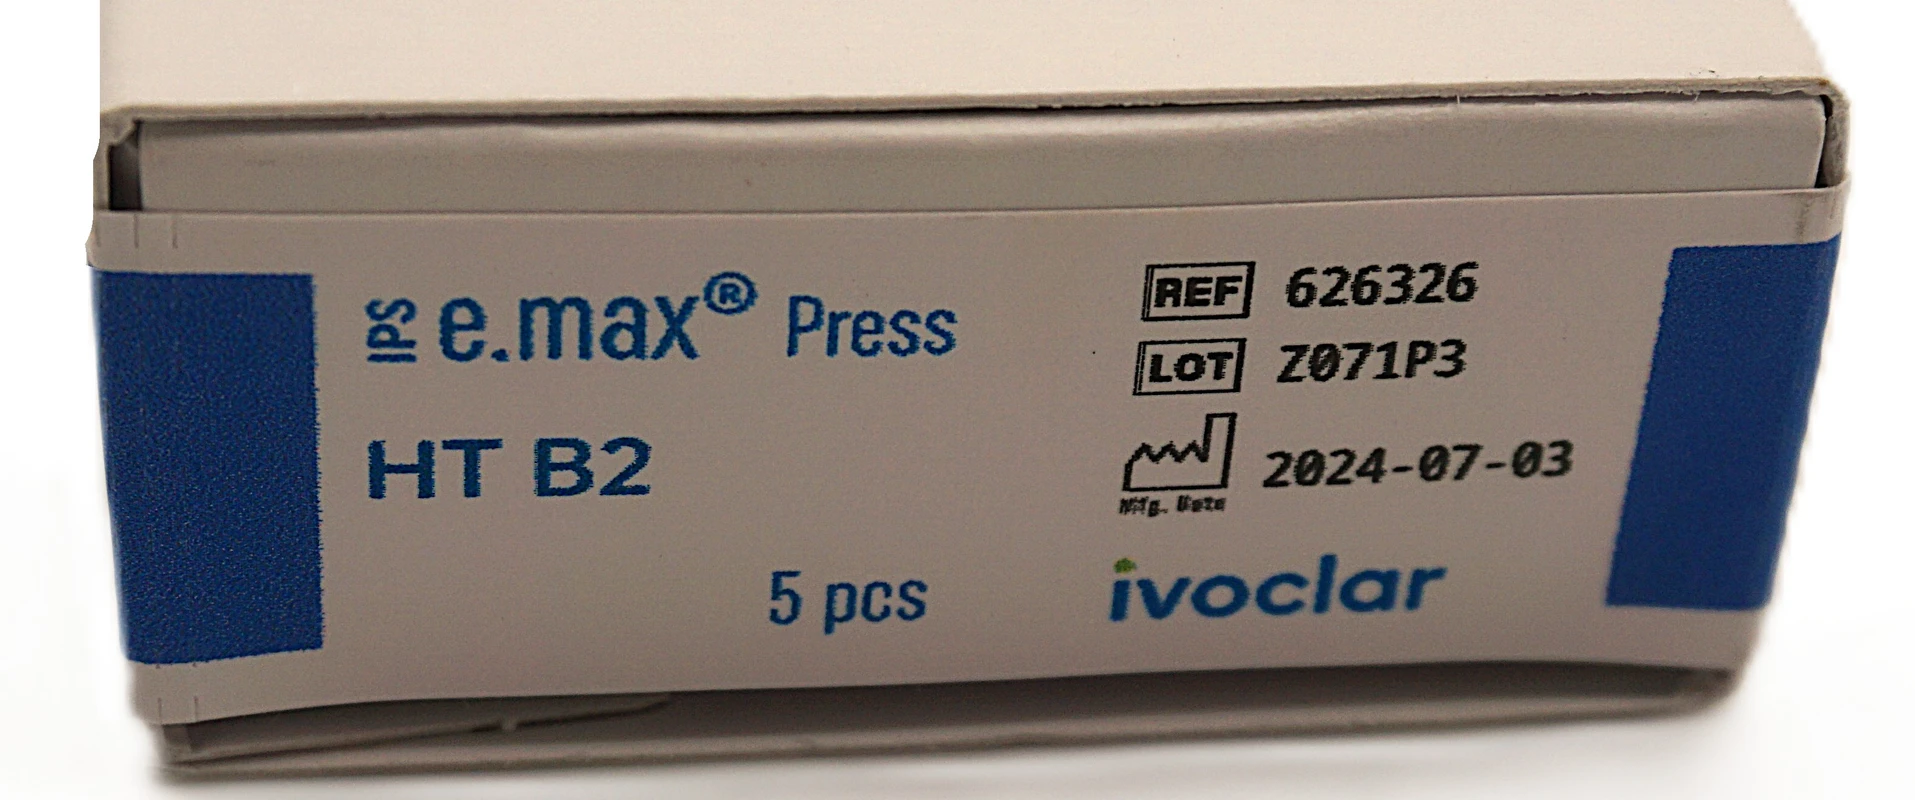 IPS e.max® Press
HT B2
5 pcs
REF 626326
LOT Z071P3
2024-07-03
Mfg. Date
ivoclar